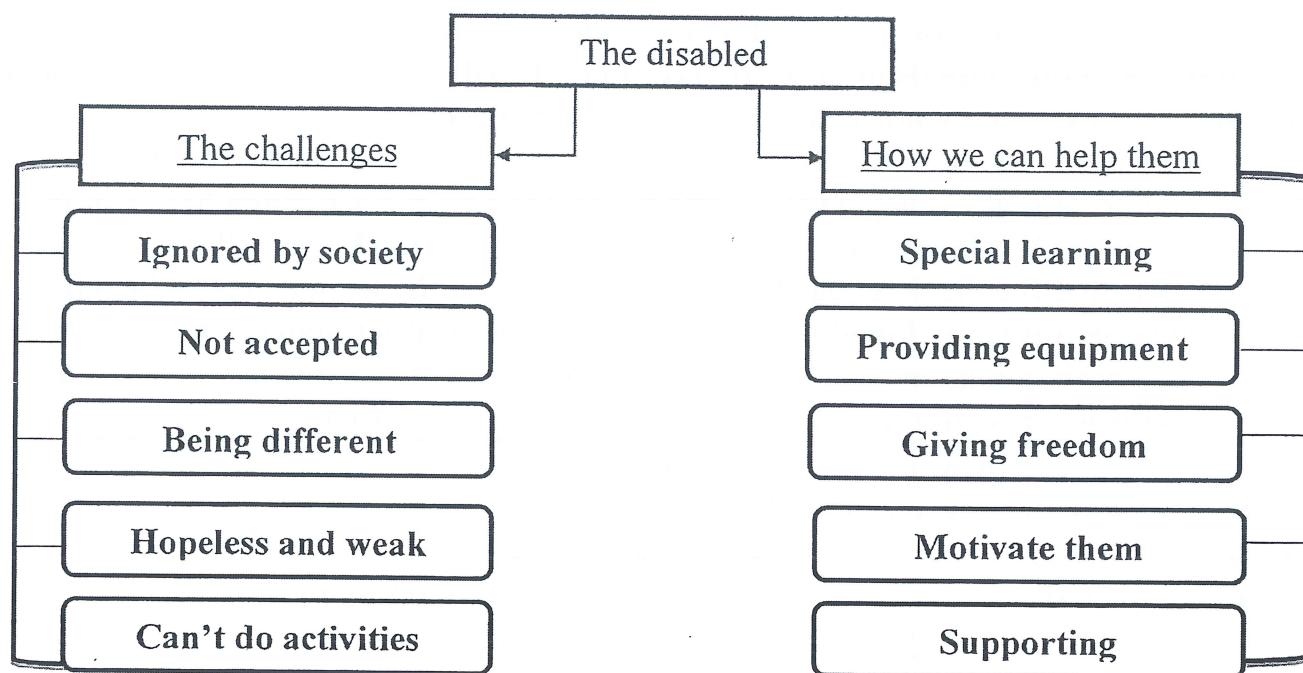 The disabled
The challenges
How we can help them
Ignored by society
Not accepted
Being different
Hopeless and weak
Can't do activities
Special learning
Providing equipment
Giving freedom
Motivate them
Supporting